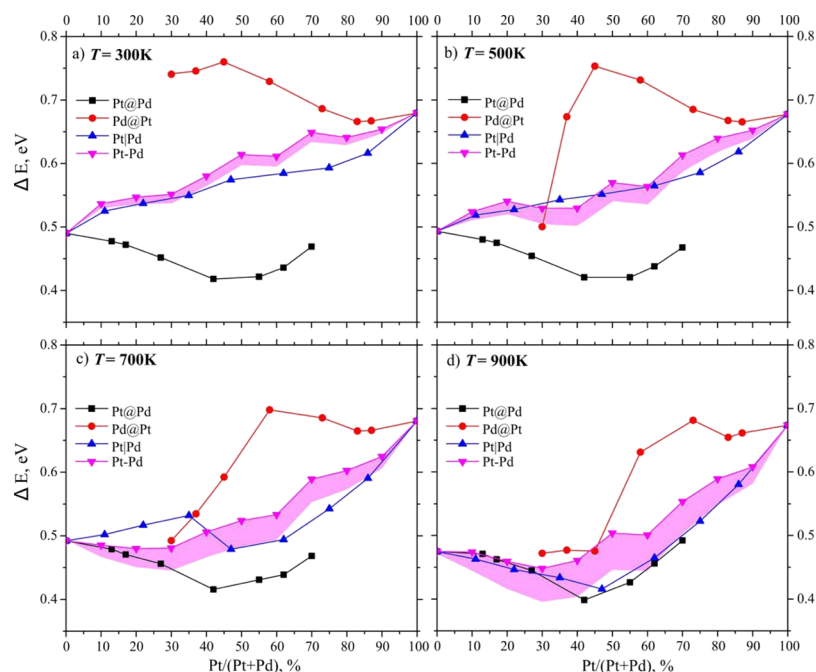 0 10 20 30 40 50 60 70 80 90 100 0 10 20 30 40 50 60 70 80 90 100
0.8 0.8
a) T = 300K b) T = 500K
0.7 0.7
Pt@Pd Pt@Pd
Pd@Pt Pd@Pt
Pt|Pd Pt|Pd
Pt-Pd Pt-Pd
0.6 0.6
Δ E, eV
0.5 0.5
0.4 0.4
0.8 0.8
c) T = 700K d) T = 900K
0.7 0.7
Pt@Pd Pt@Pd
Pd@Pt Pd@Pt
Pt|Pd Pt|Pd
Pt-Pd Pt-Pd
0.6 0.6
Δ E, eV
0.5 0.5
0.4 0.4
0 10 20 30 40 50 60 70 80 90 100 0 10 20 30 40 50 60 70 80 90 100
Pt/(Pt+Pd), % Pt/(Pt+Pd), %